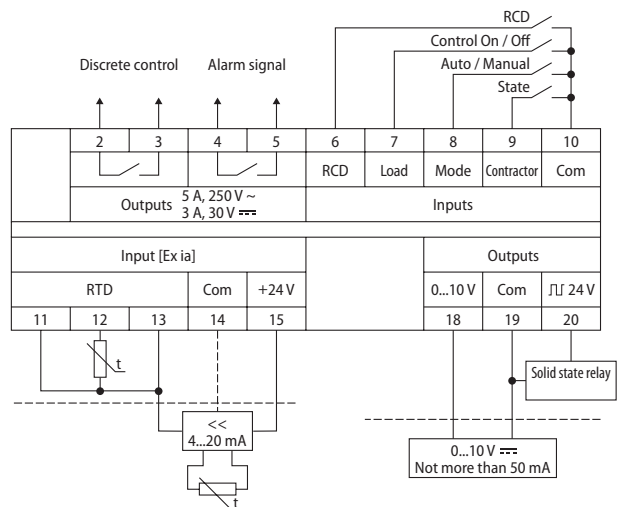 RCD
Control On / Off
Auto / Manual
State
Discrete control
Alarm signal
2 3 4 5 6 7 8 9 10
RCD Load Mode Contractor Com
Outputs 5 A, 250 V ~
3 A, 30 V
Inputs
Input [Ex ia]
Outputs
RTD Com +24 V 0...10 V Com 24 V
11 12 13 14 15 18 19 20
t
Solid state relay
<<
4...20 mA
0...10 V
Not more than 50 mA
t